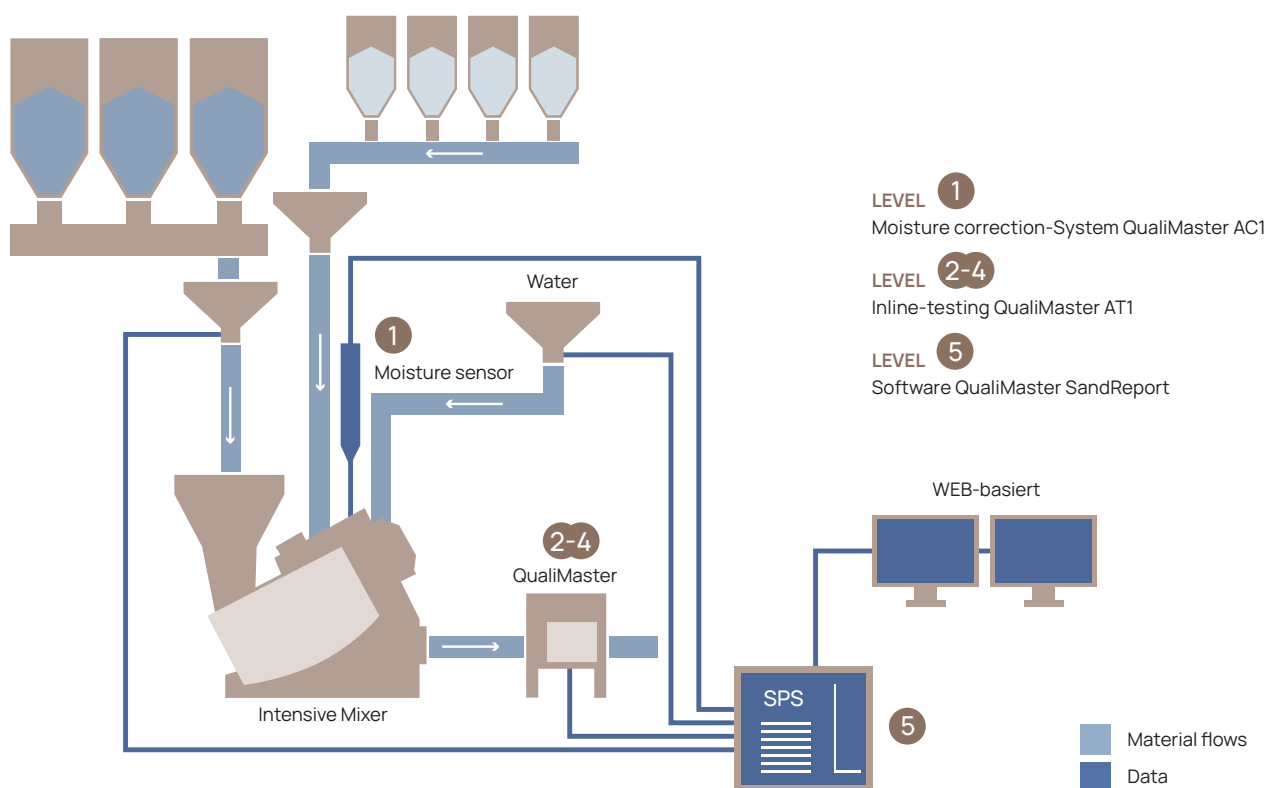 LEVEL 1
Moisture correction-System QualiMaster AC1
LEVEL 2-4
Inline-testing QualiMaster AT1
LEVEL 5
Software QualiMaster SandReport
Water
1
Moisture sensor
WEB-basiert
2-4
QualiMaster
Intensive Mixer
SPS
5
Material flows
Data